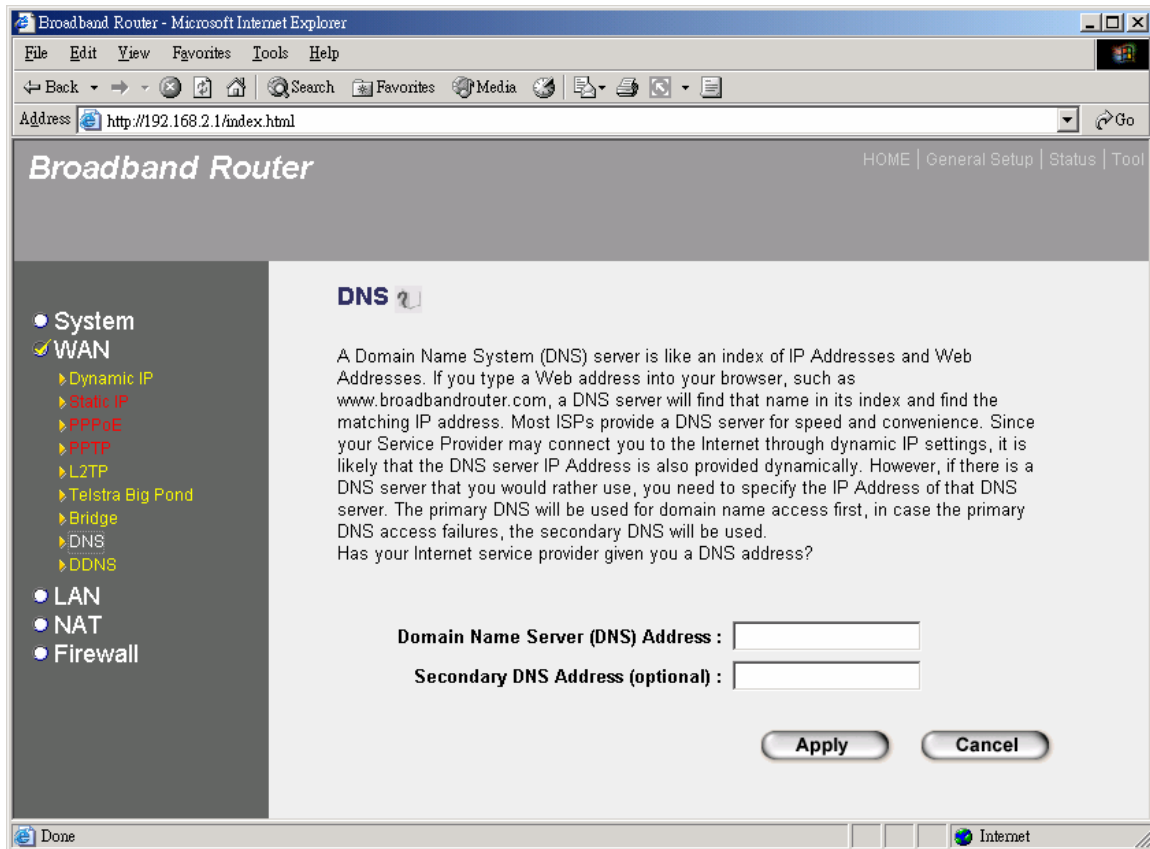 Broadband Router - Microsoft Internet Explorer
File Edit View Favorites Tools Help
Back Search Favorites Media
Address http://192.168.2.1/index.html Go
Broadband Router
HOME | General Setup | Status | Tool
System
WAN
Dynamic IP
Static IP
PPPoE
PPTP
L2TP
Telstra Big Pond
Bridge
DNS
DDNS
LAN
NAT
Firewall
DNS
A Domain Name System (DNS) server is like an index of IP Addresses and Web
Addresses. If you type a Web address into your browser, such as
www.broadbandrouter.com, a DNS server will find that name in its index and find the
matching IP address. Most ISPs provide a DNS server for speed and convenience. Since
your Service Provider may connect you to the Internet through dynamic IP settings, it is
likely that the DNS server IP Address is also provided dynamically. However, if there is a
DNS server that you would rather use, you need to specify the IP Address of that DNS
server. The primary DNS will be used for domain name access first, in case the primary
DNS access failures, the secondary DNS will be used.
Has your Internet service provider given you a DNS address?
Domain Name Server (DNS) Address :
Secondary DNS Address (optional) :
Apply Cancel
Done Internet